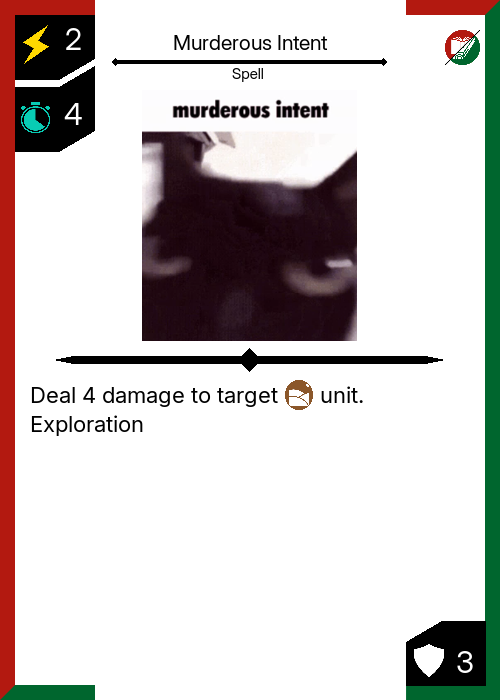 2
Murderous Intent
Spell
4
murderous intent
Deal 4 damage to target unit.
Exploration
3